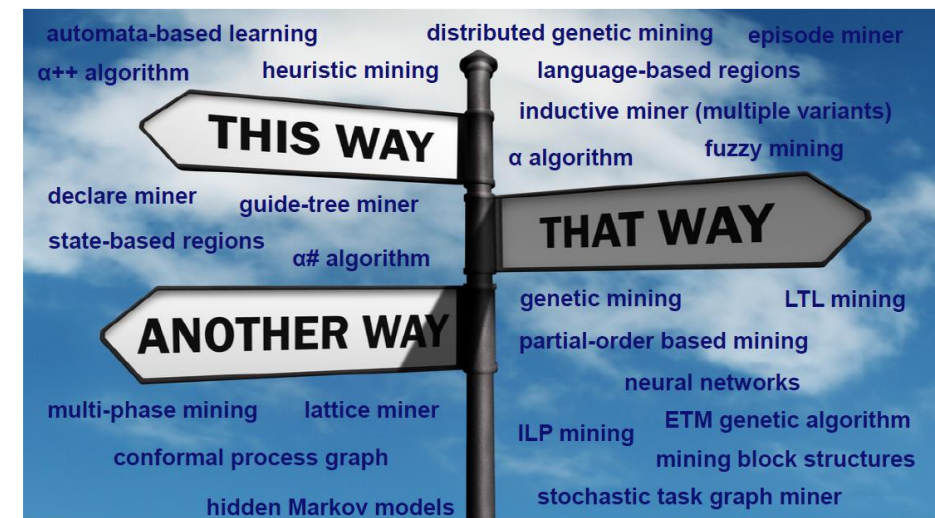 automata-based learning
distributed genetic mining
episode miner
α++ algorithm
heuristic mining
language-based regions
inductive miner (multiple variants)
THIS WAY
α algorithm
fuzzy mining
declare miner
guide-tree miner
THAT WAY
state-based regions
α# algorithm
genetic mining
LTL mining
ANOTHER WAY
partial-order based mining
neural networks
multi-phase mining
lattice miner
ETM genetic algorithm
ILP mining
conformal process graph
mining block structures
stochastic task graph miner
hidden Markov models